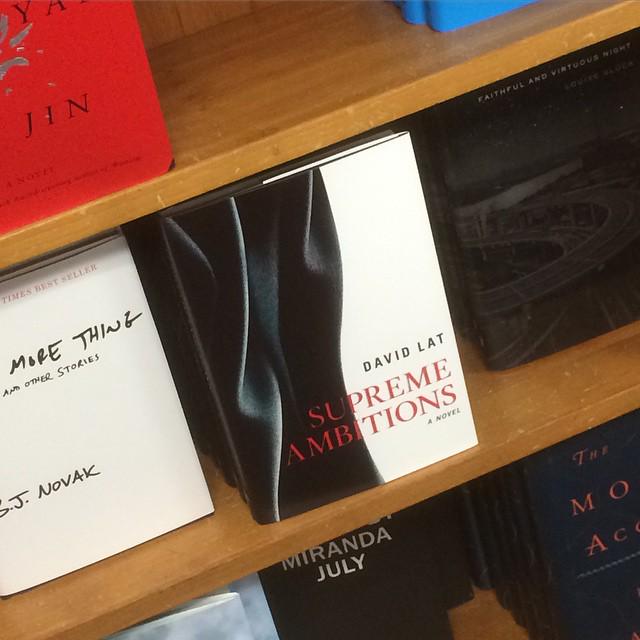 YA
JIN
A NOVEL
TIMES BEST SELLER
MORE THING
AND OTHER STORIES
B.J. NOVAK
DAVID LAT
SUPREME
AMBITIONS
A NOVEL
FAITHFUL AND VIRTUOUS NIGHT
LOUISE GLÜCK
MIRANDA
JULY
THE
MO
ACC